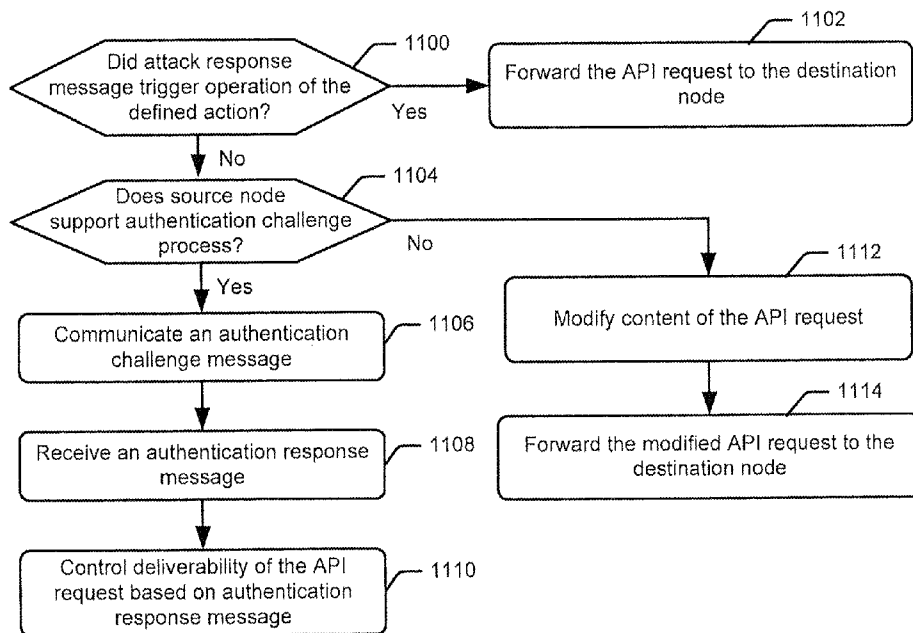 1100
Did attack response
message trigger operation of the
defined action?
Yes
No
1102
Forward the API request to the destination
node
1104
Does source node
support authentication challenge
process?
No
Yes
1106
Communicate an authentication
challenge message
1112
Modify content of the API request
1108
Receive an authentication response
message
1114
Forward the modified API request to the
destination node
1110
Control deliverability of the API
request based on authentication
response message